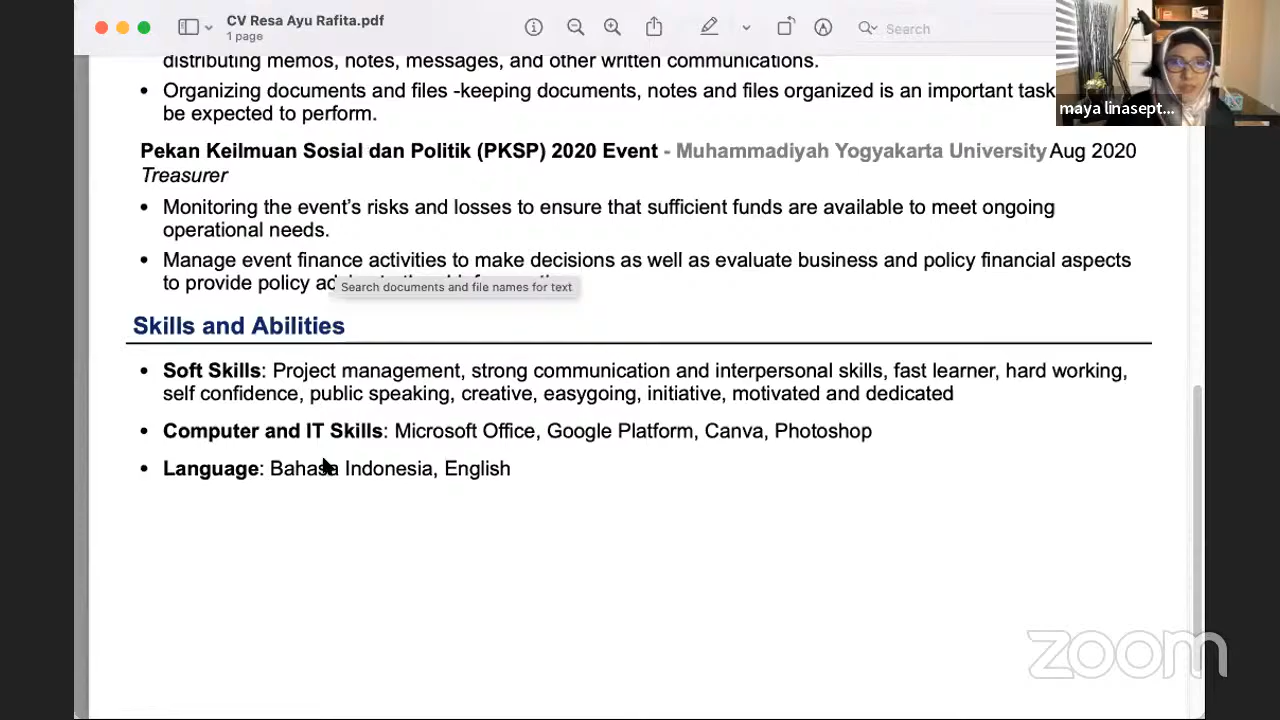 CV Resa Ayu Rafita.pdf
1 page
Search
maya linasept...
distributing memos, notes, messages, and other written communications.
• Organizing documents and files -keeping documents, notes and files organized is an important task
be expected to perform.
Pekan Keilmuan Sosial dan Politik (PKSP) 2020 Event - Muhammadiyah Yogyakarta University Aug 2020
Treasurer
• Monitoring the event's risks and losses to ensure that sufficient funds are available to meet ongoing
operational needs.
• Manage event finance activities to make decisions as well as evaluate business and policy financial aspects
to provide policy
Search documents and file names for text
Skills and Abilities
• Soft Skills: Project management, strong communication and interpersonal skills, fast learner, hard working,
self confidence, public speaking, creative, easygoing, initiative, motivated and dedicated
• Computer and IT Skills: Microsoft Office, Google Platform, Canva, Photoshop
• Language: Bahasa Indonesia, English
zoom